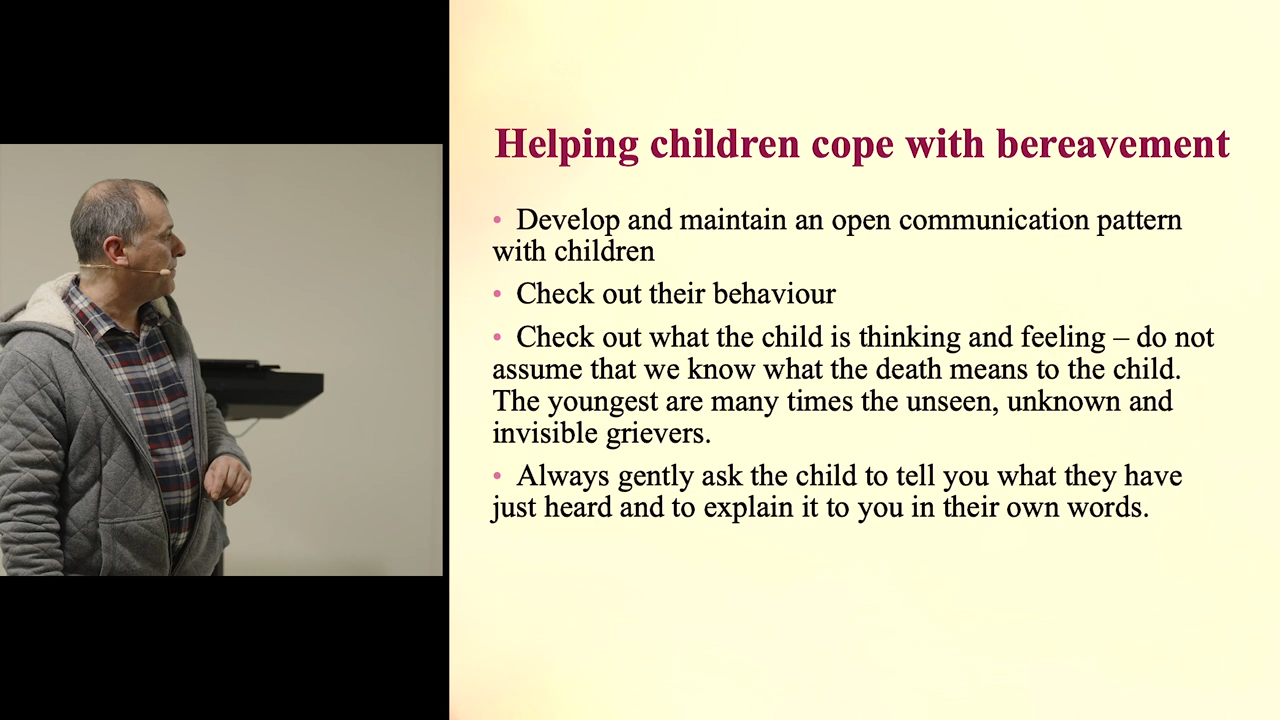 Helping children cope with bereavement
• Develop and maintain an open communication pattern
with children
• Check out their behaviour
• Check out what the child is thinking and feeling – do not
assume that we know what the death means to the child.
The youngest are many times the unseen, unknown and
invisible grievers.
• Always gently ask the child to tell you what they have
just heard and to explain it to you in their own words.